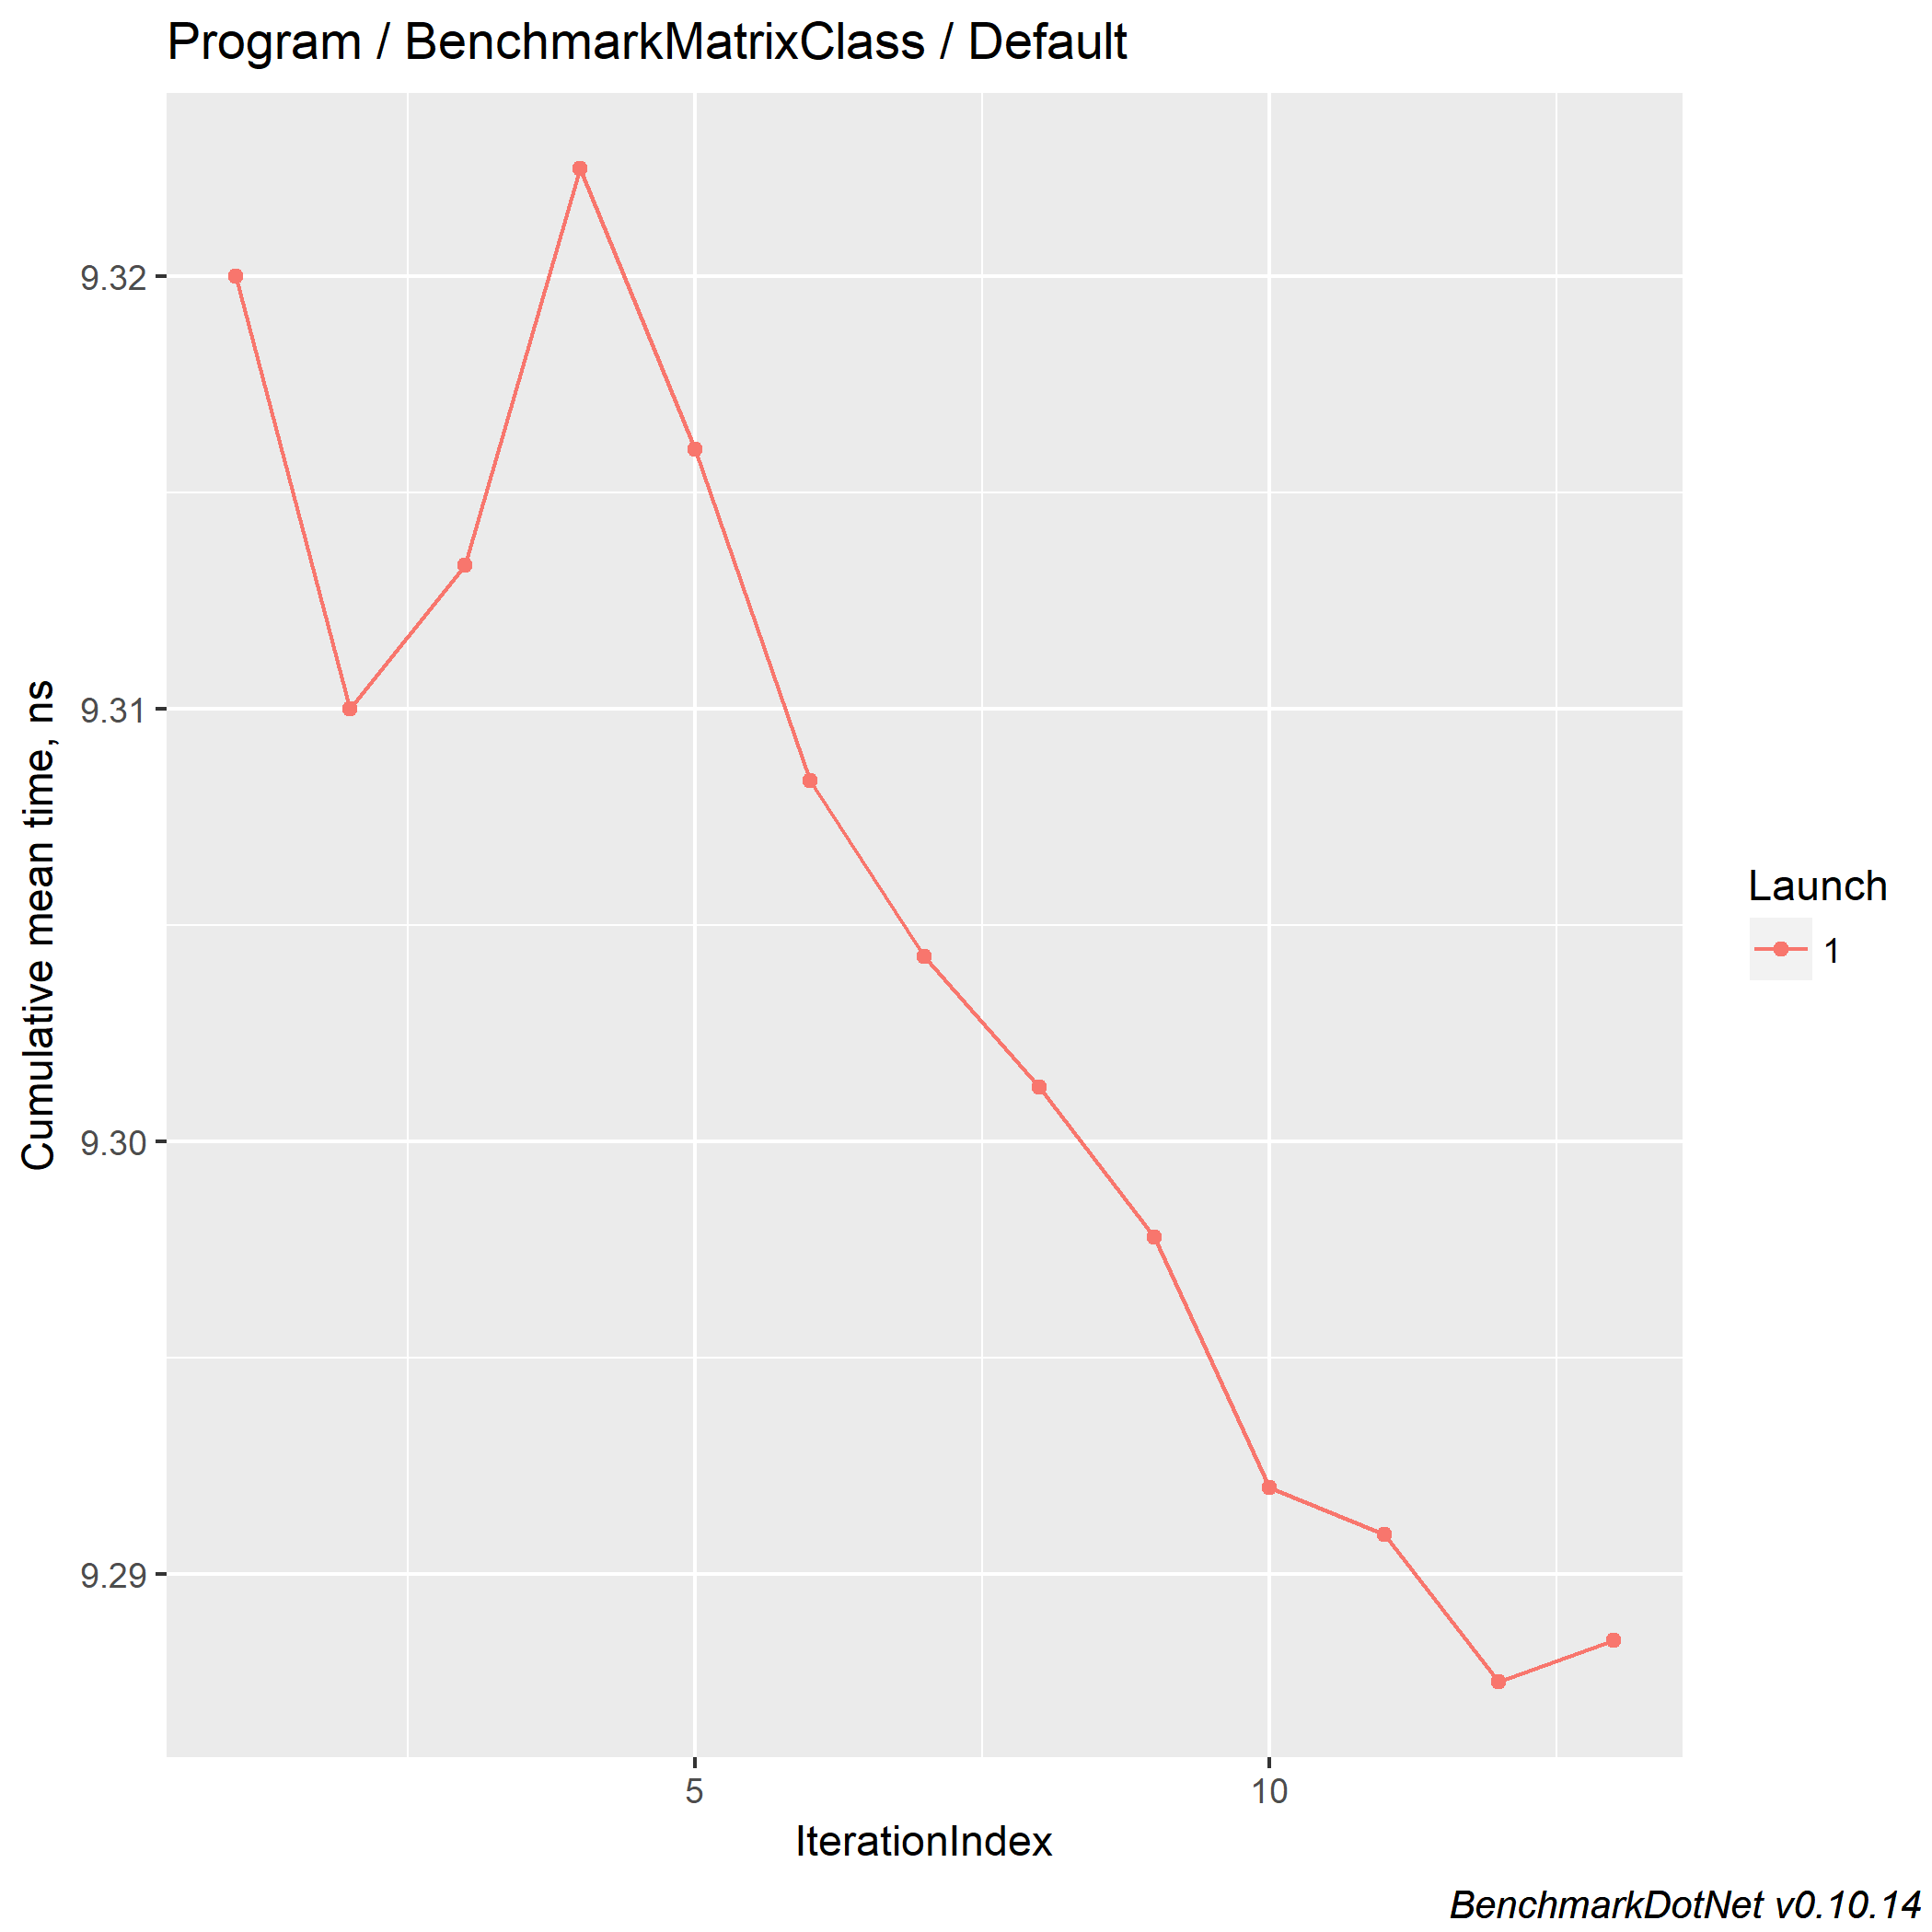 Program / BenchmarkMatrixClass / Default
9.32
9.31
9.30
9.29
Cumulative mean time, ns
5
10
IterationIndex
Launch
1
BenchmarkDotNet v0.10.14